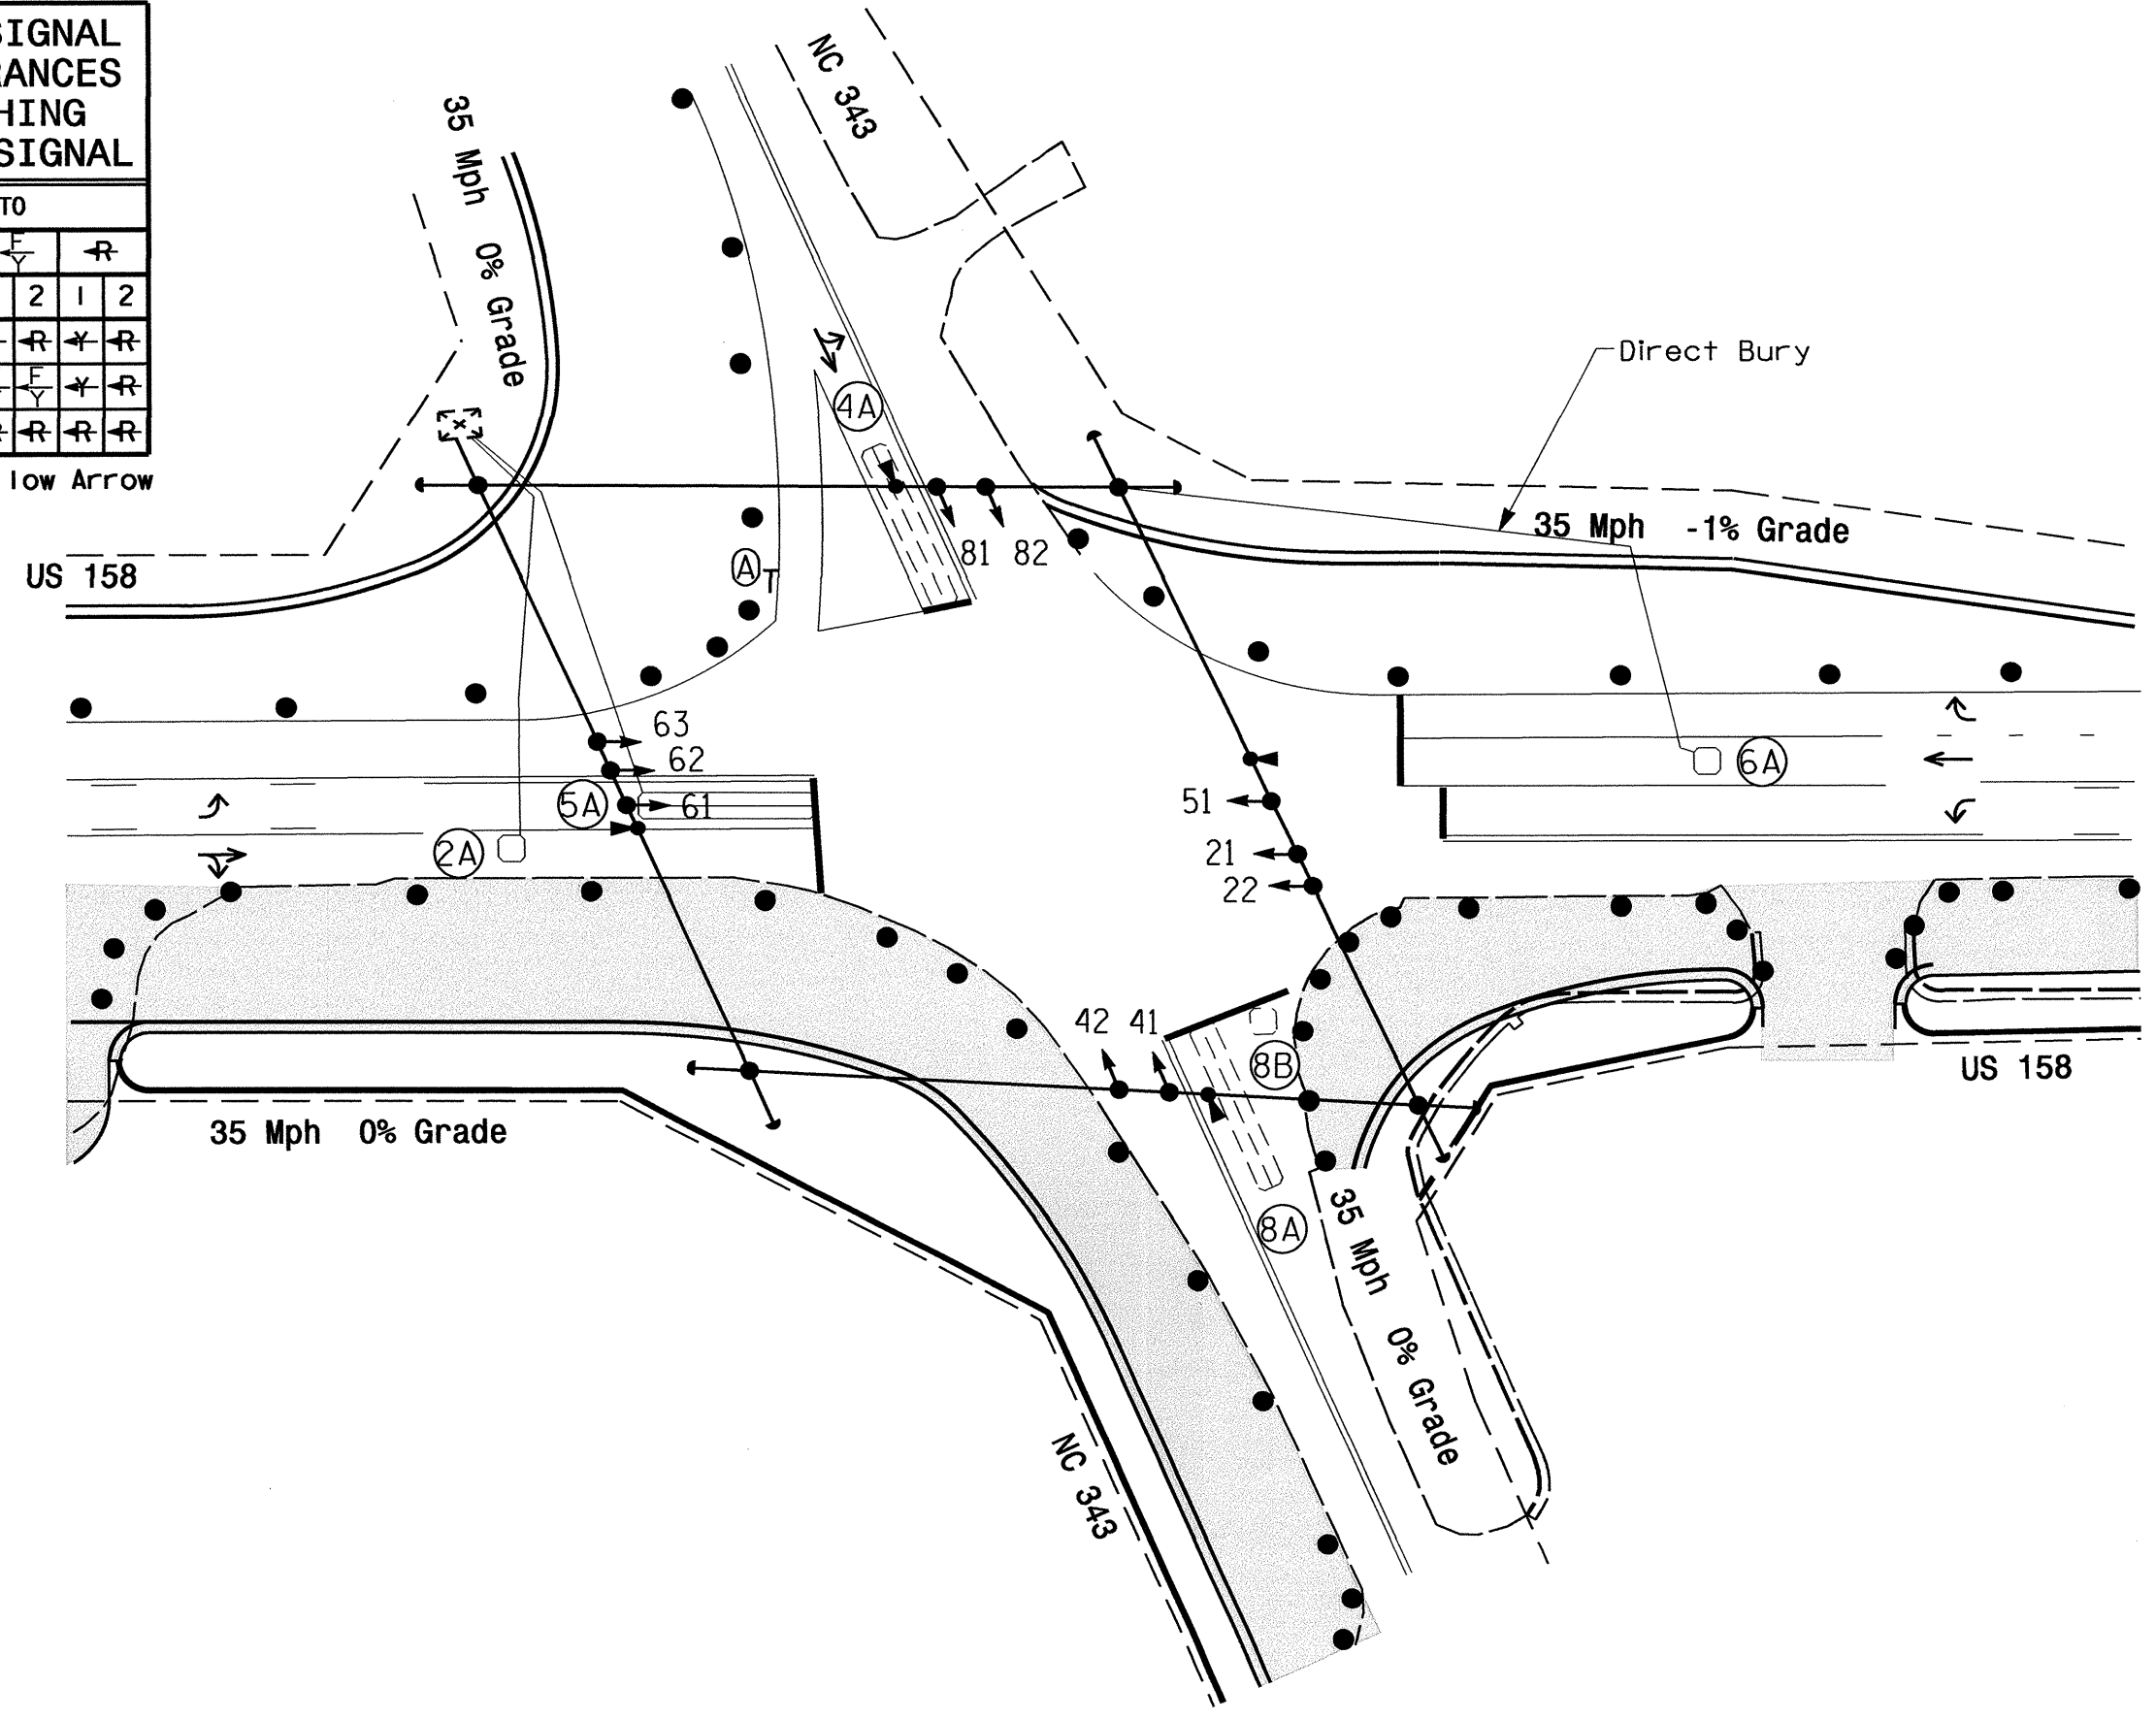 SIGNAL
RANCES
HING
SIGNAL
TO
F Y R
2 1 2
R Y R
F Y Y R
R R R
low Arrow
35 Mph 0% Grade
NC 343
Direct Bury
4A
81 82
35 Mph -1% Grade
US 158
A T
63
62
5A
61
6A
51
2A
21
22
42 41
8B
US 158
35 Mph 0% Grade
8A
35 Mph 0% Grade
NC 343